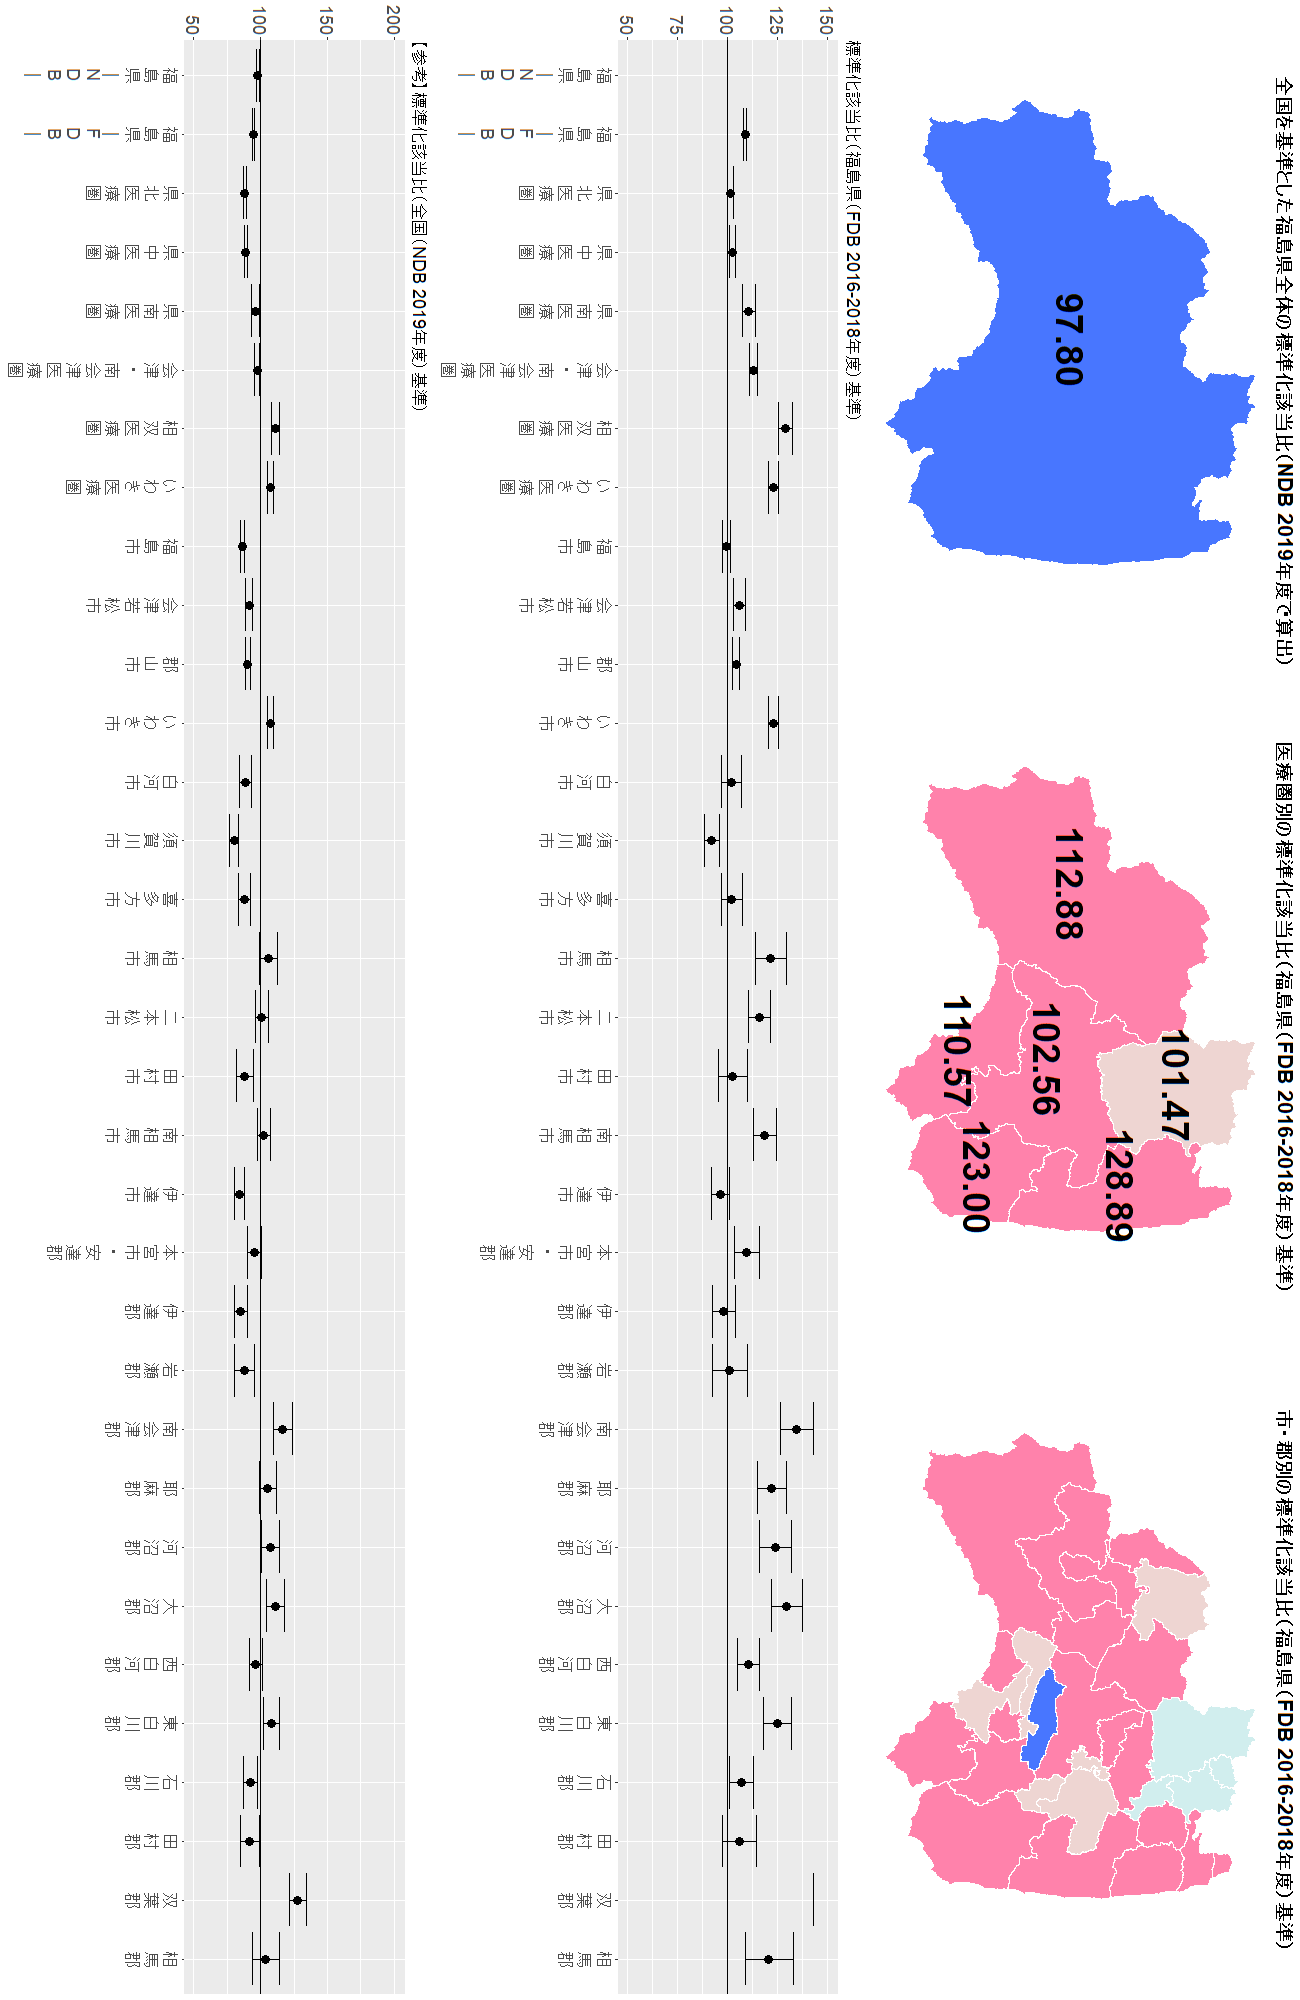 全国を基準とした福島県全体の標準化該当比(NDB 2019年度で算出)
97.80
医療圏別の標準化該当比(福島県(FDB 2016-2018年度)基準)
112.88
101.47
102.56
128.89
110.57
123.00
市・郡別の標準化該当比(福島県(FDB 2016-2018年度)基準)
標準化該当比(福島県(FDB 2016-2018年度)基準)
150
125
100
75
50
福島県―NDB―
福島県―FDB―
県北医療圏
県中医療圏
県南医療圏
会津・南会津医療圏
相双医療圏
いわき医療圏
福島市
会津若松市
郡山市
いわき市
白河市
須賀川市
喜多方市
相馬市
二本松市
田村市
南相馬市
伊達市
本宮市・安達郡
伊達郡
岩瀬郡
南会津郡
耶麻郡
河沼郡
大沼郡
西白河郡
東白川郡
石川郡
田村郡
双葉郡
相馬郡
【参考】標準化該当比(全国(NDB 2019年度)基準)
200
150
100
50
福島県―NDB―
福島県―FDB―
県北医療圏
県中医療圏
県南医療圏
会津・南会津医療圏
相双医療圏
いわき医療圏
福島市
会津若松市
郡山市
いわき市
白河市
須賀川市
喜多方市
相馬市
二本松市
田村市
南相馬市
伊達市
本宮市・安達郡
伊達郡
岩瀬郡
南会津郡
耶麻郡
河沼郡
大沼郡
西白河郡
東白川郡
石川郡
田村郡
双葉郡
相馬郡